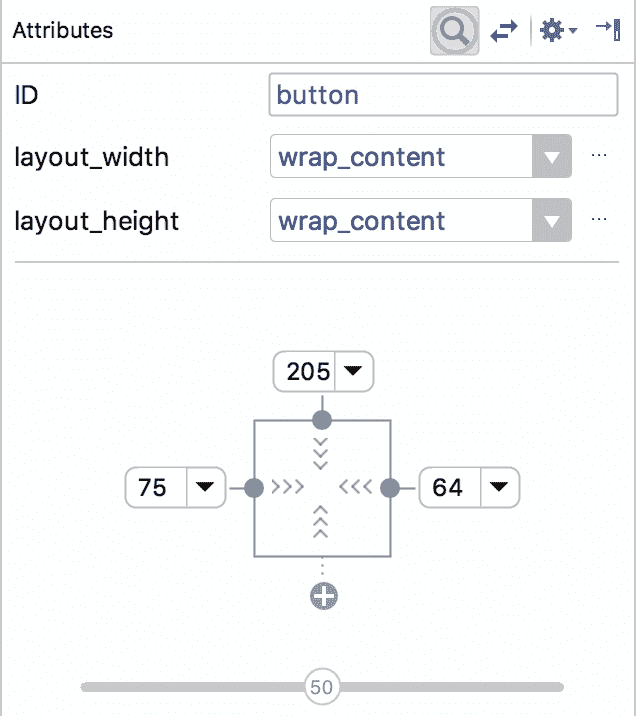 Attributes
ID button
layout_width wrap_content ...
layout_height wrap_content ...
205
75 64
50